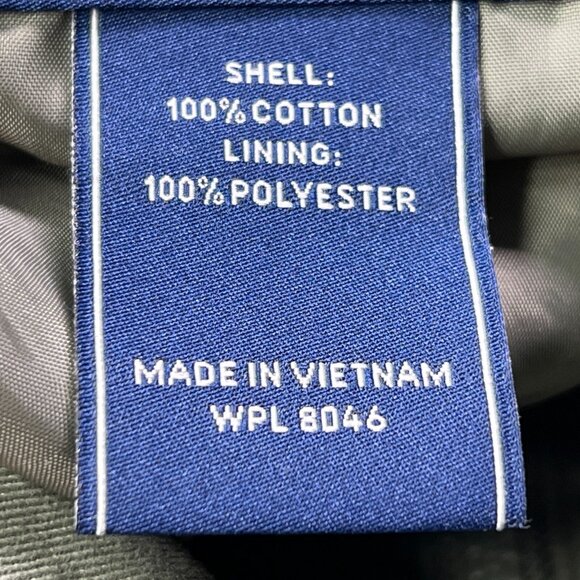 SHELL:
100% COTTON
LINING:
100% POLYESTER
MADE IN VIETNAM
WPL 8046